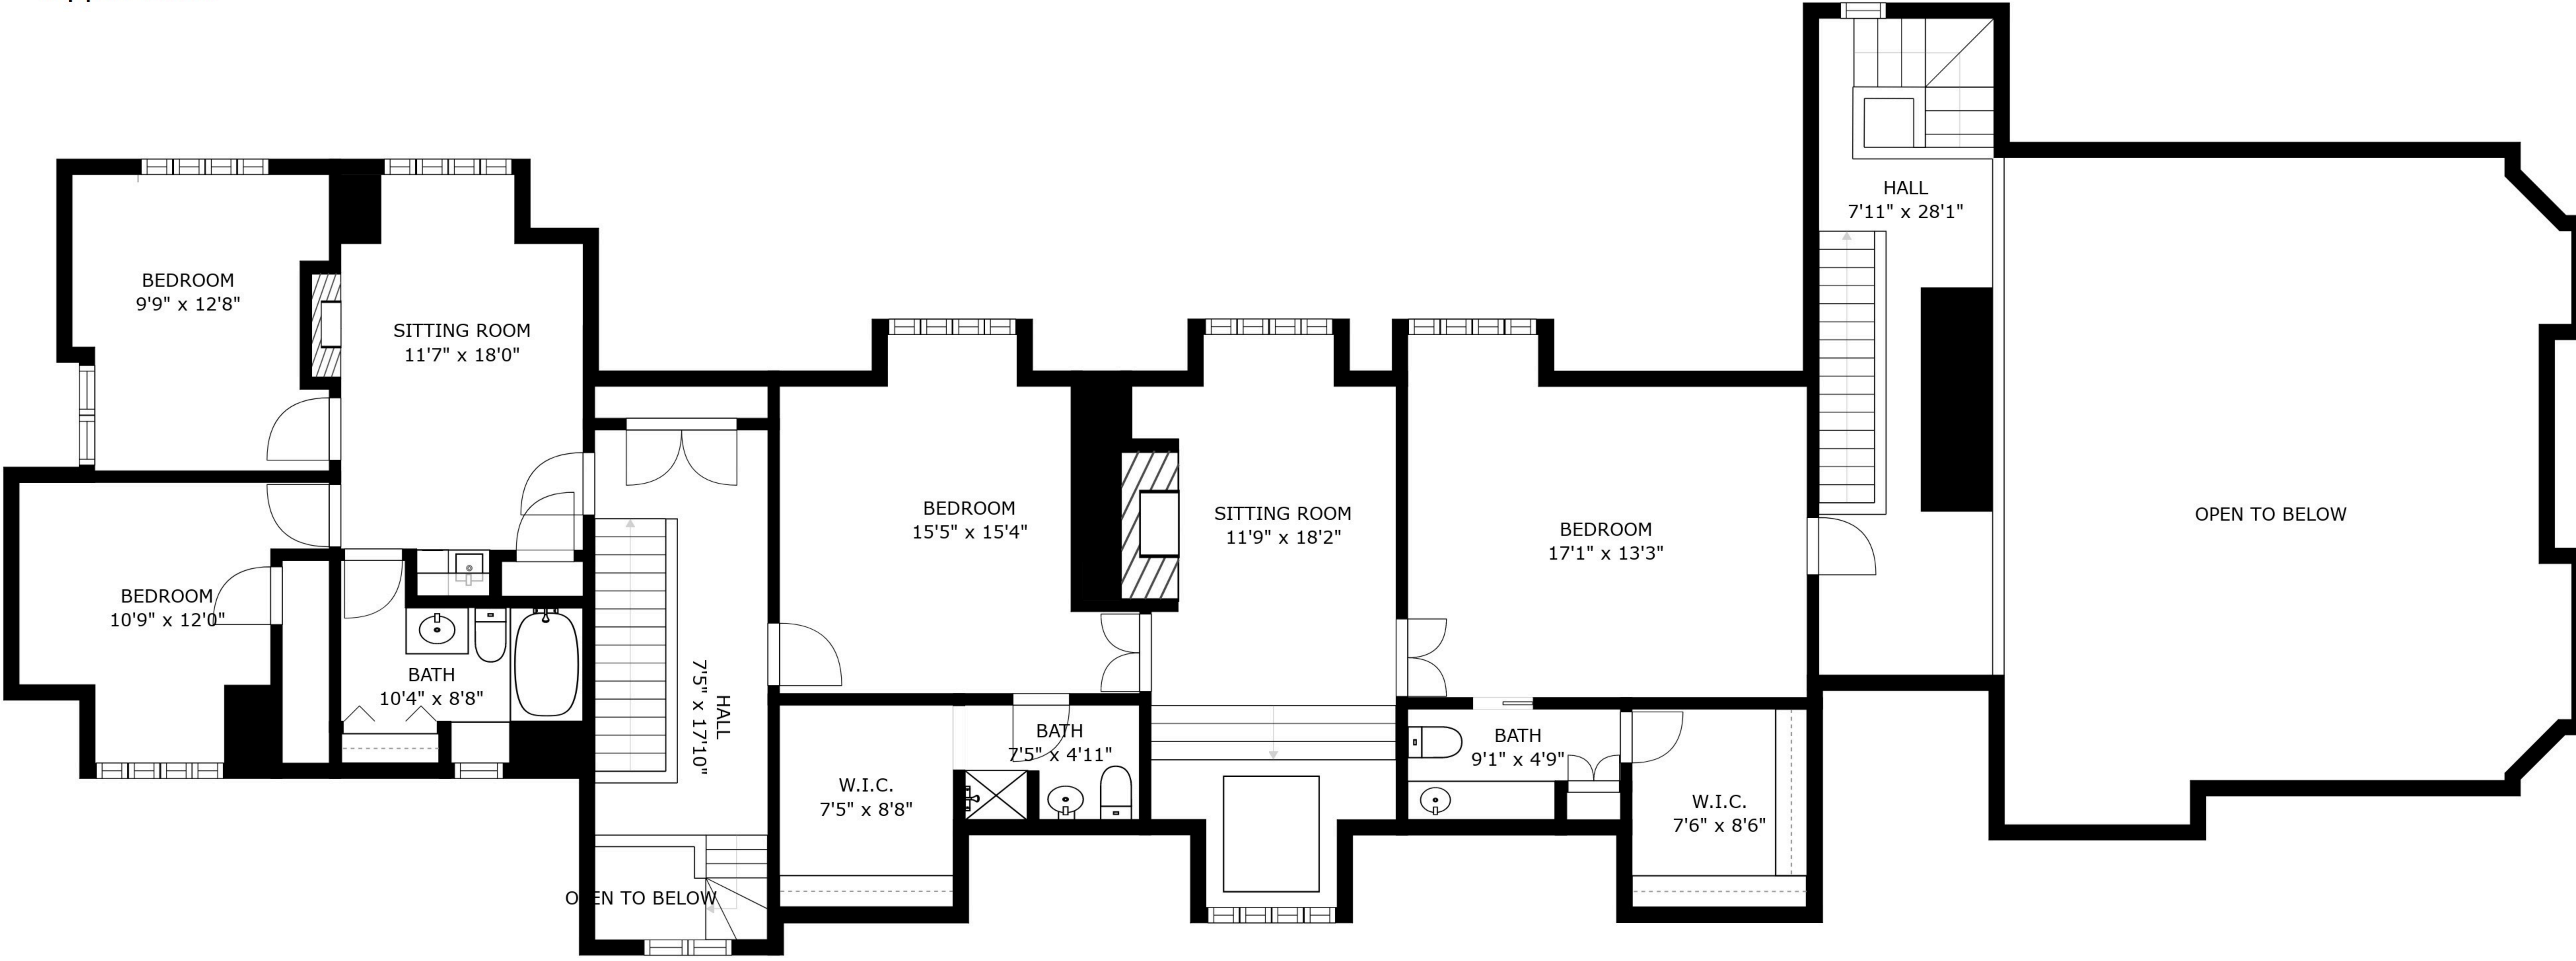 HALL
7'11" x 28'1"
BEDROOM
9'9" x 12'8"
SITTING ROOM
11'7" x 18'0"
BEDROOM
15'5" x 15'4"
SITTING ROOM
11'9" x 18'2"
BEDROOM
17'1" x 13'3"
OPEN TO BELOW
BEDROOM
10'9" x 12'0"
BATH
10'4" x 8'8"
HALL
7'5" x 17'10"
BATH
7'5" x 4'11"
BATH
9'1" x 4'9"
W.I.C.
7'5" x 8'8"
W.I.C.
7'6" x 8'6"
OPEN TO BELOW